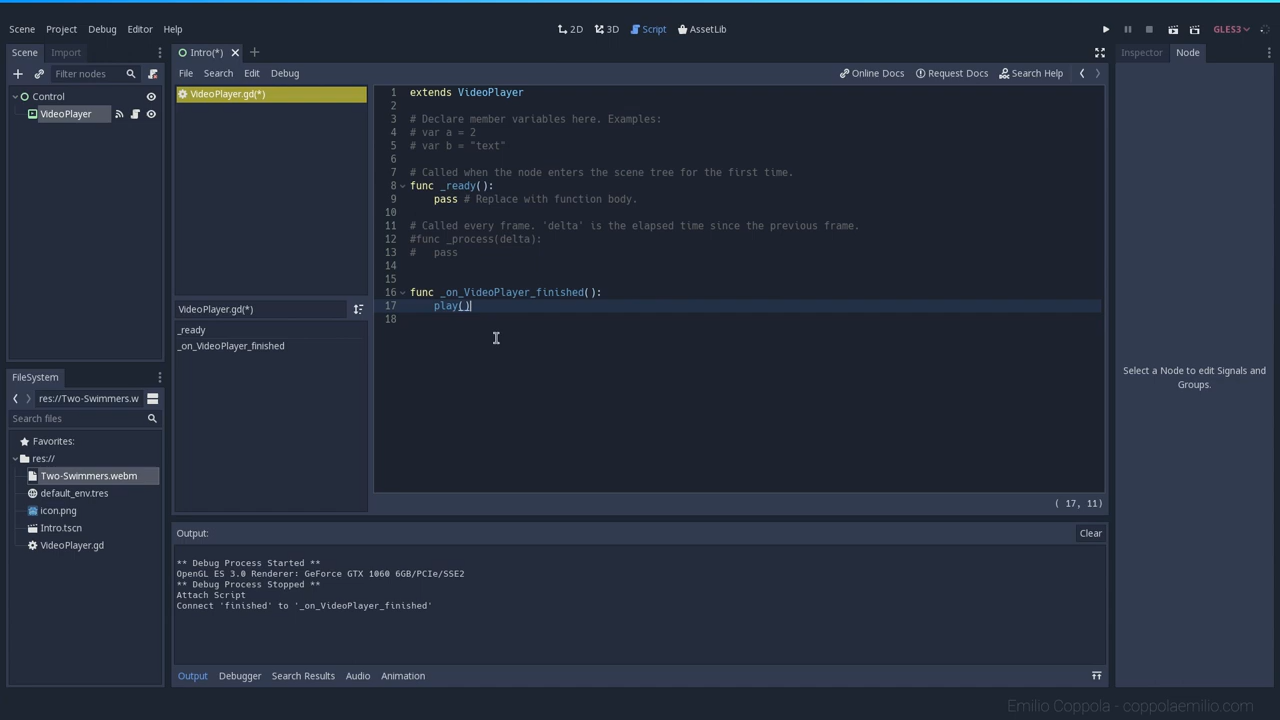 Scene Project Debug Editor Help
2D 3D Script AssetLib
GLES3
Scene Import
Filter nodes
Control
VideoPlayer
FileSystem
res://Two-Swimmers.w
Search files
Favorites:
res://
Two-Swimmers.webm
default_env.tres
icon.png
Intro.tscn
VideoPlayer.gd
Intro(*)
File Search Edit Debug
Online Docs Request Docs Search Help
VideoPlayer.gd(*)
VideoPlayer.gd(*)
_ready
_on_VideoPlayer_finished
1 extends VideoPlayer
2
3 # Declare member variables here. Examples:
4 # var a = 2
5 # var b = "text"
6
7 # Called when the node enters the scene tree for the first time.
8 func _ready():
9 pass # Replace with function body.
10
11 # Called every frame. 'delta' is the elapsed time since the previous frame.
12 #func _process(delta):
13 # pass
14
15
16 func _on_VideoPlayer_finished():
17 play()
18
( 17, 11)
Output:
Clear
** Debug Process Started **
OpenGL ES 3.0 Renderer: GeForce GTX 1060 6GB/PCIe/SSE2
** Debug Process Stopped **
Attach Script
Connect 'finished' to '_on_VideoPlayer_finished'
Output Debugger Search Results Audio Animation
Inspector Node
Select a Node to edit Signals and
Groups.
Emilio Coppola - coppolaemilio.com